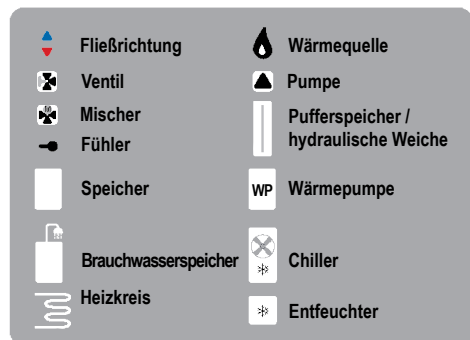 Fließrichtung
Ventil
Mischer
Fühler
Speicher
Brauchwasserspeicher
Heizkreis
Wärmequelle
Pumpe
Pufferspeicher /
hydraulische Weiche
WP Wärmepumpe
Chiller
Entfeuchter